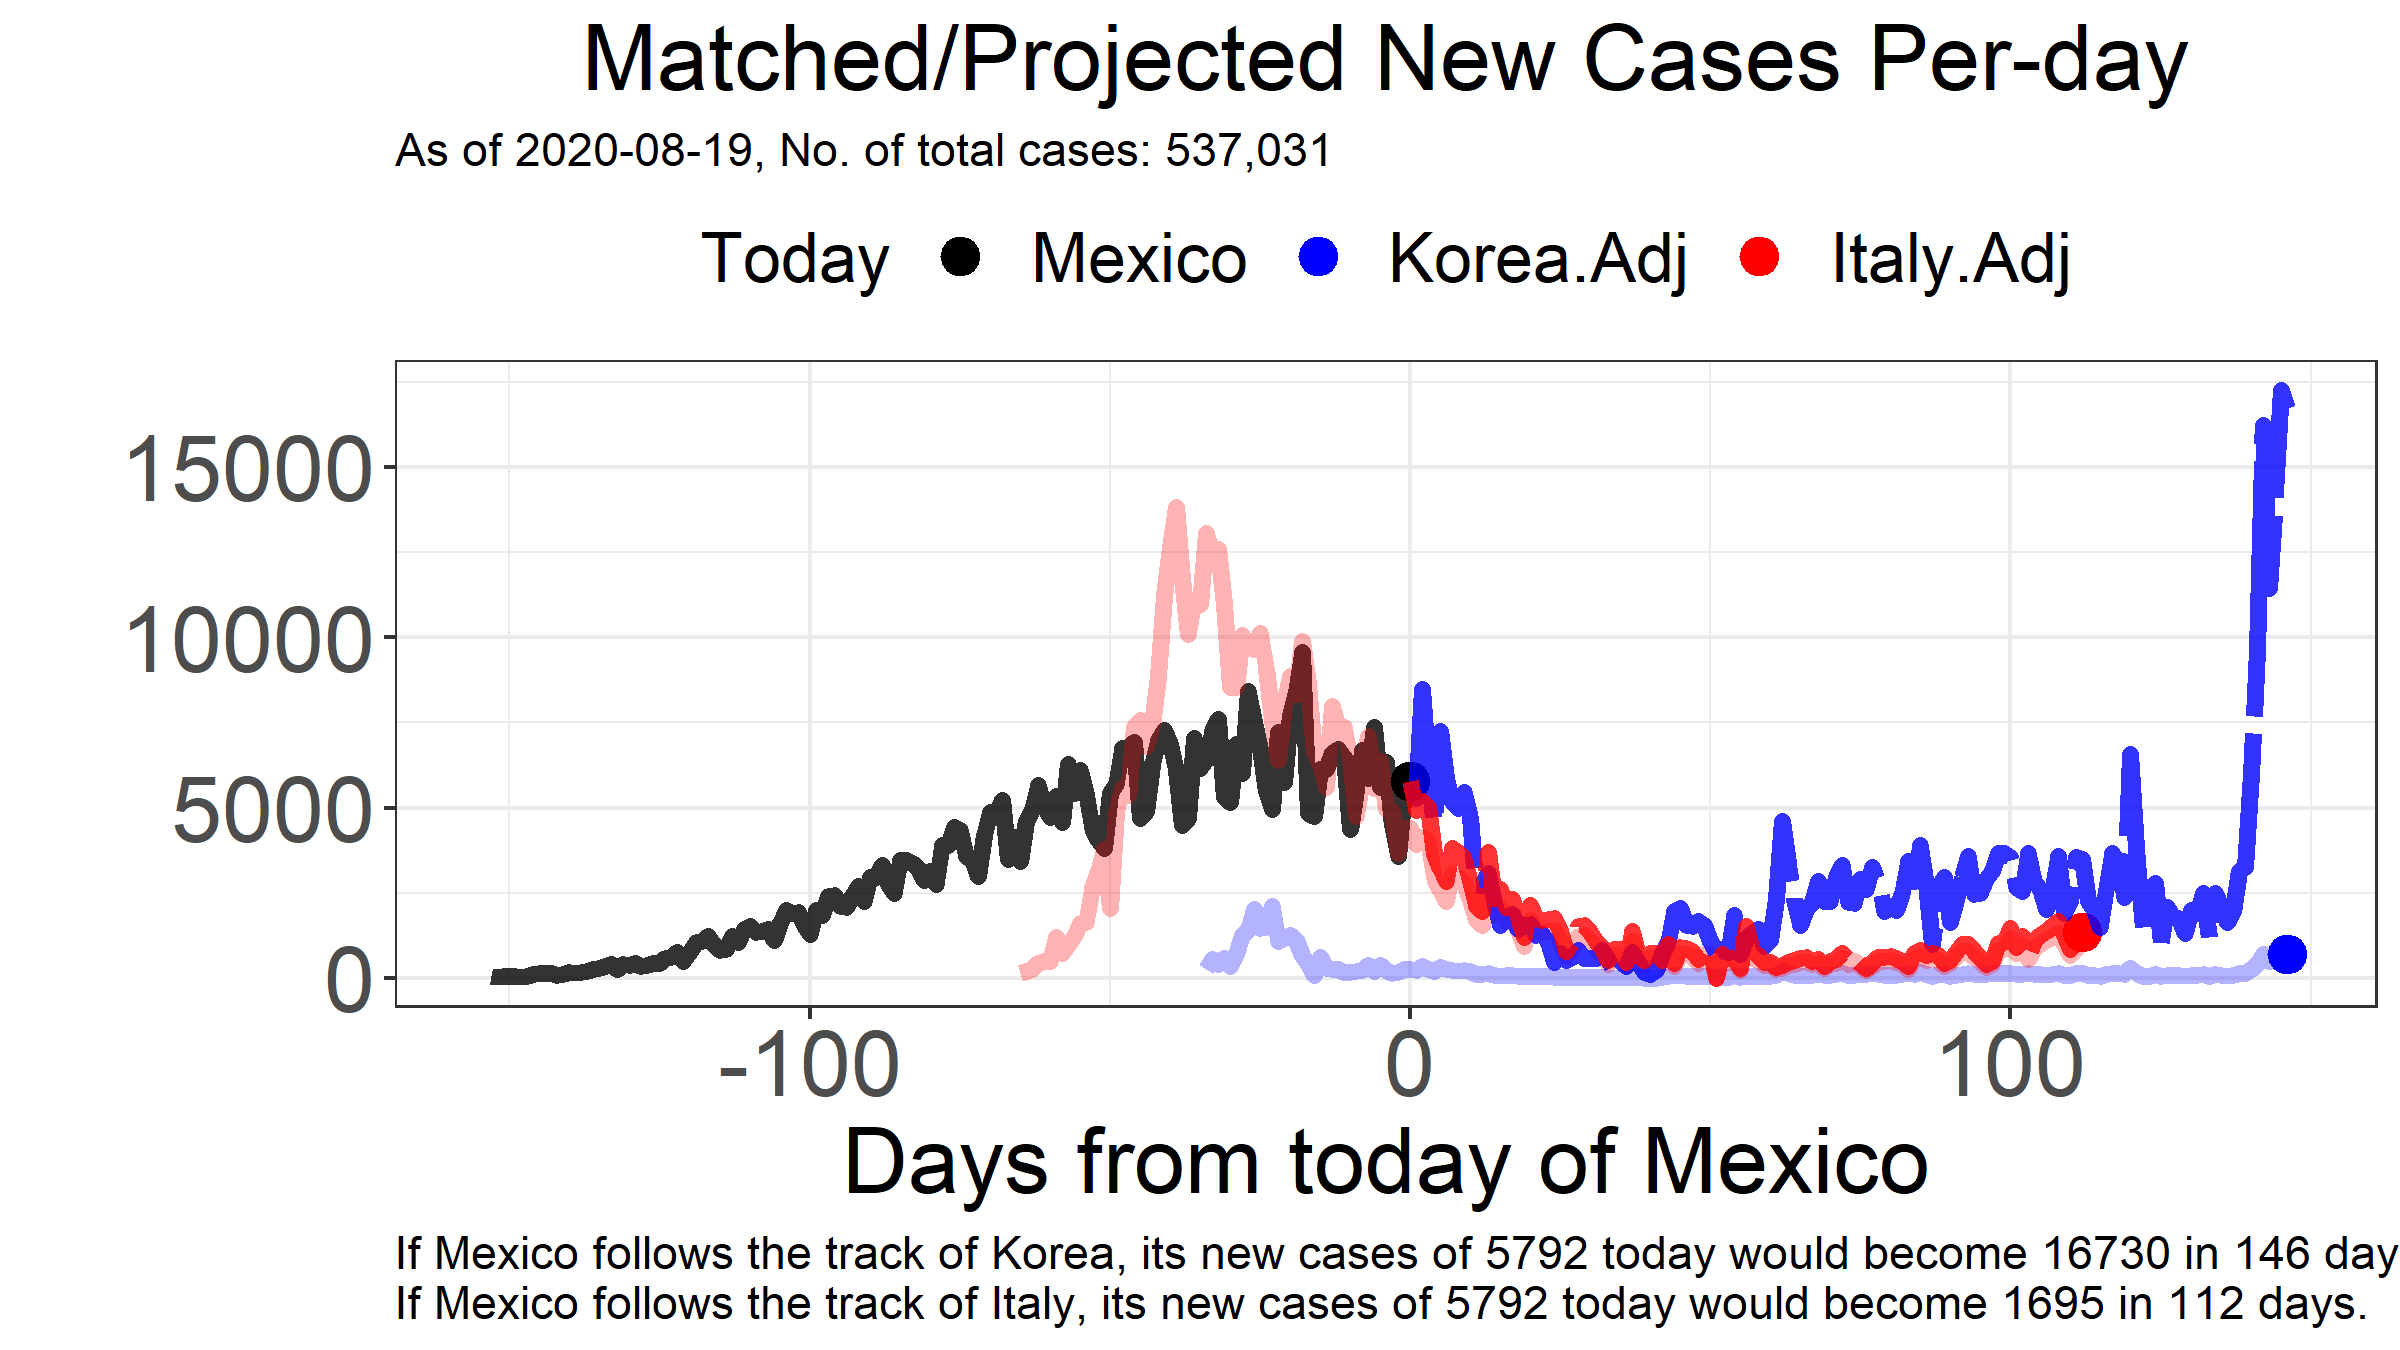 Matched/Projected New Cases Per-day
As of 2020-08-19, No. of total cases: 537,031
Today Mexico Korea.Adj Italy.Adj
15000
10000
5000
0
-100 0 100
Days from today of Mexico
If Mexico follows the track of Korea, its new cases of 5792 today would become 16730 in 146 day
If Mexico follows the track of Italy, its new cases of 5792 today would become 1695 in 112 days.